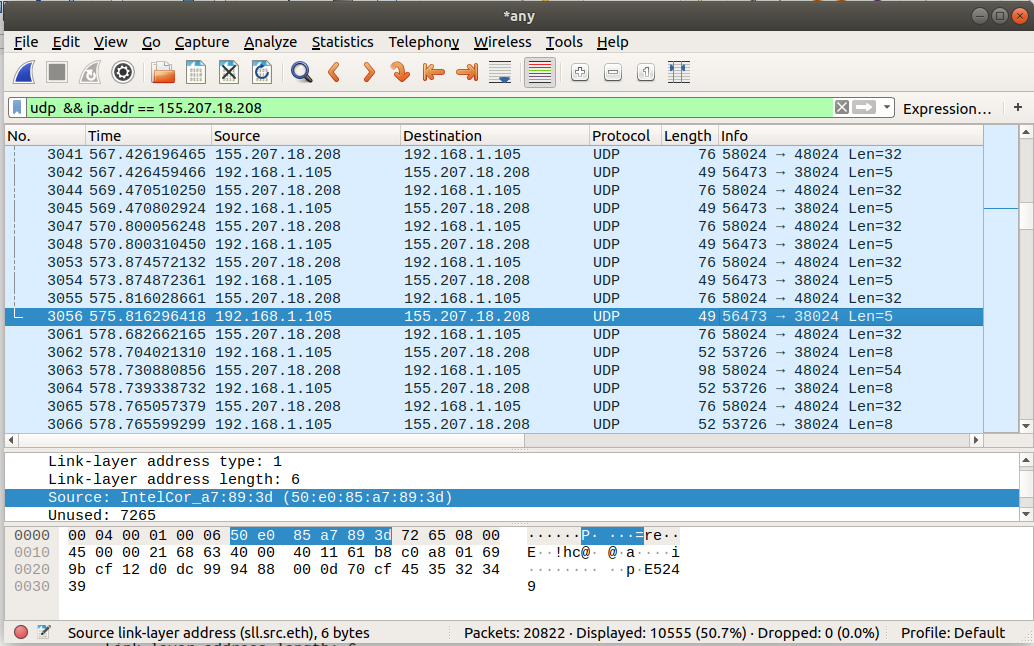 *any
File Edit View Go Capture Analyze Statistics Telephony Wireless Tools Help
udp && ip.addr == 155.207.18.208 Expression… +
No. Time Source Destination Protocol Length Info
3041 567.426196465 155.207.18.208 192.168.1.105 UDP 76 58024 → 48024 Len=32
3042 567.426459466 192.168.1.105 155.207.18.208 UDP 49 56473 → 38024 Len=5
3044 569.470510250 155.207.18.208 192.168.1.105 UDP 76 58024 → 48024 Len=32
3045 569.470802924 192.168.1.105 155.207.18.208 UDP 49 56473 → 38024 Len=5
3047 570.800056248 155.207.18.208 192.168.1.105 UDP 76 58024 → 48024 Len=32
3048 570.800310450 192.168.1.105 155.207.18.208 UDP 49 56473 → 38024 Len=5
3053 573.874572132 155.207.18.208 192.168.1.105 UDP 76 58024 → 48024 Len=32
3054 573.874872361 192.168.1.105 155.207.18.208 UDP 49 56473 → 38024 Len=5
3055 575.816028661 155.207.18.208 192.168.1.105 UDP 76 58024 → 48024 Len=32
3056 575.816296418 192.168.1.105 155.207.18.208 UDP 49 56473 → 38024 Len=5
3061 578.682662165 155.207.18.208 192.168.1.105 UDP 76 58024 → 48024 Len=32
3062 578.704021310 192.168.1.105 155.207.18.208 UDP 52 53726 → 38024 Len=8
3063 578.730880856 155.207.18.208 192.168.1.105 UDP 98 58024 → 48024 Len=54
3064 578.739338732 192.168.1.105 155.207.18.208 UDP 52 53726 → 38024 Len=8
3065 578.765057379 155.207.18.208 192.168.1.105 UDP 76 58024 → 48024 Len=32
3066 578.765599299 192.168.1.105 155.207.18.208 UDP 52 53726 → 38024 Len=8
Link-layer address type: 1
Link-layer address length: 6
Source: IntelCor_a7:89:3d (50:e0:85:a7:89:3d)
Unused: 7265
0000 00 04 00 01 00 06 50 e0 85 a7 89 3d 72 65 08 00 ······P· ···=re··
0010 45 00 00 21 68 63 40 00 40 11 61 b8 c0 a8 01 69 E··!hc@· @·a····i
0020 9b cf 12 d0 dc 99 94 88 00 0d 70 cf 45 35 32 34 ········ ··p·E524
0030 39 9
Source link-layer address (sll.src.eth), 6 bytes Packets: 20822 · Displayed: 10555 (50.7%) · Dropped: 0 (0.0%) Profile: Default